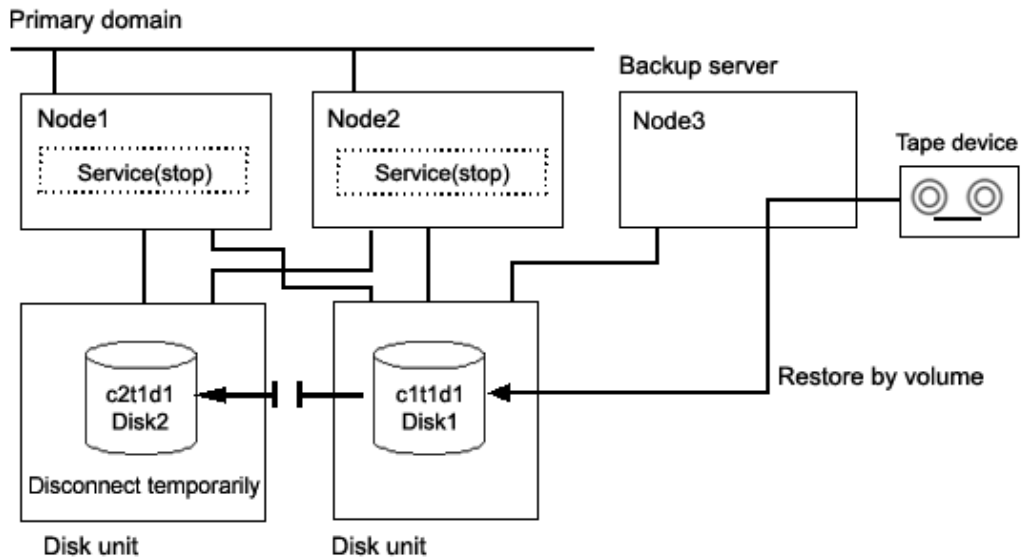 Primary domain
Backup server
Node1
Node2
Node3
Tape device
Service(stop)
Service(stop)
Restore by volume
c2t1d1
Disk2
c1t1d1
Disk1
Disconnect temporarily
Disk unit
Disk unit